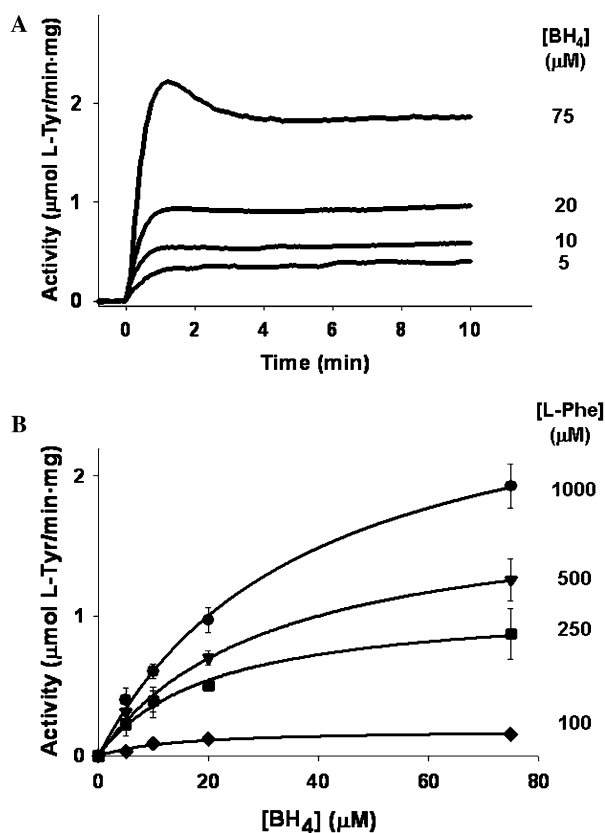 A
[BH4]
(µM)
75
20
10
5
Activity (µmol L-Tyr/min·mg)
2
1
0
0 2 4 6 8 10
Time (min)
B
[L-Phe]
(µM)
1000
500
250
100
Activity (µmol L-Tyr/min·mg)
2
1
0
0 20 40 60 80
[BH4] (µM)